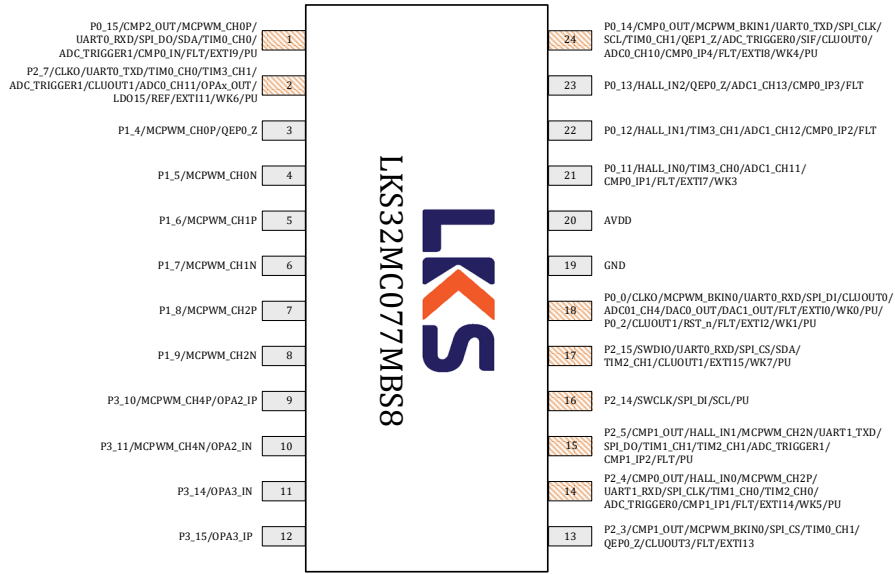 P0_15/CMP2_OUT/MCPWM_CH0P/
UART0_RXD/SPI_DO/SDA/TIM0_CH0/
ADC_TRIGGER1/CMP0_IN/FLT/EXTI9/PU
1
P2_7/CLKO/UART0_TXD/TIM0_CH0/TIM3_CH1/
ADC_TRIGGER1/CLUOUT1/ADC0_CH11/OPAx_OUT/
LDO15/REF/EXTI11/WK6/PU
2
P1_4/MCPWM_CH0P/QEP0_Z
3
P1_5/MCPWM_CH0N
4
P1_6/MCPWM_CH1P
5
P1_7/MCPWM_CH1N
6
P1_8/MCPWM_CH2P
7
P1_9/MCPWM_CH2N
8
P3_10/MCPWM_CH4P/OPA2_IP
9
P3_11/MCPWM_CH4N/OPA2_IN
10
P3_14/OPA3_IN
11
P3_15/OPA3_IP
12
LKS32MC077MBS8
LKS
24
P0_14/CMP0_OUT/MCPWM_BKIN1/UART0_TXD/SPI_CLK/
SCL/TIM0_CH1/QEP1_Z/ADC_TRIGGER0/SIF/CLUOUT0/
ADC0_CH10/CMP0_IP4/FLT/EXTI8/WK4/PU
23
P0_13/HALL_IN2/QEP0_Z/ADC1_CH13/CMP0_IP3/FLT
22
P0_12/HALL_IN1/TIM3_CH1/ADC1_CH12/CMP0_IP2/FLT
21
P0_11/HALL_IN0/TIM3_CH0/ADC1_CH11/
CMP0_IP1/FLT/EXTI7/WK3
20
AVDD
19
GND
18
P0_0/CLKO/MCPWM_BKIN0/UART0_RXD/SPI_DI/CLUOUT0/
ADC01_CH4/DAC0_OUT/DAC1_OUT/FLT/EXTI0/WK0/PU/
P0_2/CLUOUT1/RST_n/FLT/EXTI2/WK1/PU
17
P2_15/SWDIO/UART0_RXD/SPI_CS/SDA/
TIM2_CH1/CLUOUT1/EXTI15/WK7/PU
16
P2_14/SWCLK/SPI_DI/SCL/PU
15
P2_5/CMP1_OUT/HALL_IN1/MCPWM_CH2N/UART1_TXD/
SPI_DO/TIM1_CH1/TIM2_CH1/ADC_TRIGGER1/
CMP1_IP2/FLT/PU
14
P2_4/CMP0_OUT/HALL_IN0/MCPWM_CH2P/
UART1_RXD/SPI_CLK/TIM1_CH0/TIM2_CH0/
ADC_TRIGGER0/CMP1_IP1/FLT/EXTI14/WK5/PU
13
P2_3/CMP1_OUT/MCPWM_BKIN0/SPI_CS/TIM0_CH1/
QEP0_Z/CLUOUT3/FLT/EXTI13